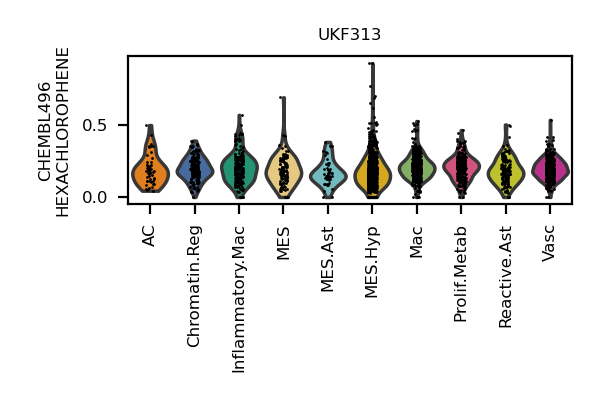 UKF313
CHEMBL496
HEXACHLOROPHENE
0.5
0.0
AC
Chromatin.Reg
Inflammatory.Mac
MES
MES.Ast
MES.Hyp
Mac
Prolif.Metab
Reactive.Ast
Vasc